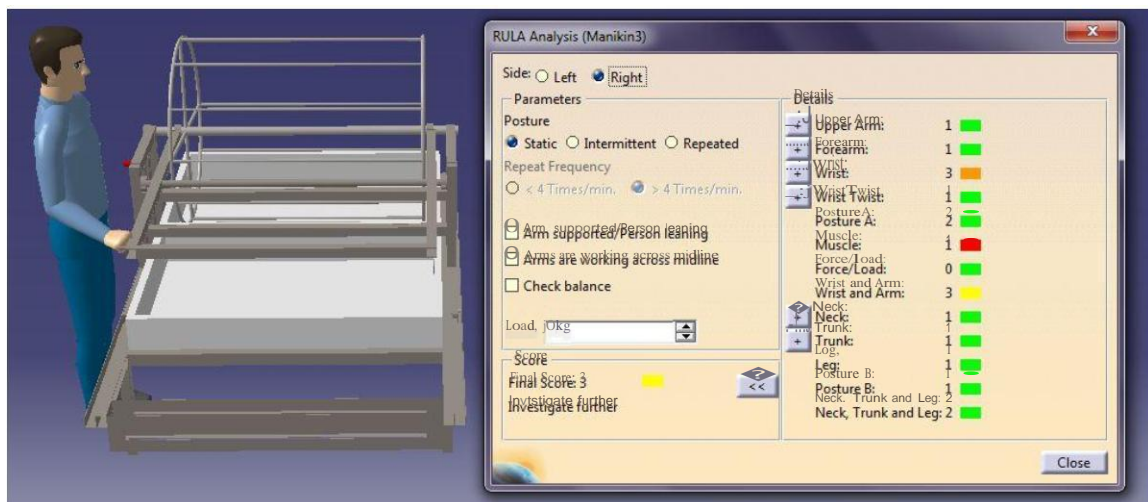 RULA Analysis (Manikin3)
Side: Left Right
Parameters
Posture
Static Intermittent Repeated
Repeat Frequency
< 4 Times/min. > 4 Times/min.
Arm supported/Person leaning
Arms are working across midline
Check balance
Load, 0kg
Score
Final Score: 3
Investigate further
<<
Details
Upper Arm: 1
Forearm: 1
Wrist: 3
Wrist Twist: 1
Posture A: 2
Muscle: 1
Force/Load: 0
Wrist and Arm: 3
Neck: 1
Trunk: 1
Leg: 1
Posture B: 1
Neck, Trunk and Leg: 2
Close